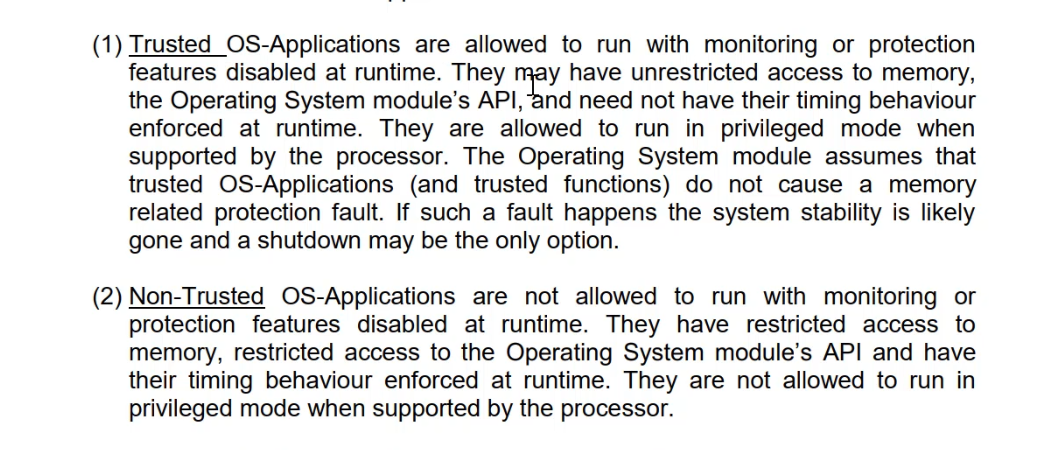 (1) Trusted OS-Applications are allowed to run with monitoring or protection
features disabled at runtime. They may have unrestricted access to memory,
the Operating System module's API, and need not have their timing behaviour
enforced at runtime. They are allowed to run in privileged mode when
supported by the processor. The Operating System module assumes that
trusted OS-Applications (and trusted functions) do not cause a memory
related protection fault. If such a fault happens the system stability is likely
gone and a shutdown may be the only option.
(2) Non-Trusted OS-Applications are not allowed to run with monitoring or
protection features disabled at runtime. They have restricted access to
memory, restricted access to the Operating System module's API and have
their timing behaviour enforced at runtime. They are not allowed to run in
privileged mode when supported by the processor.